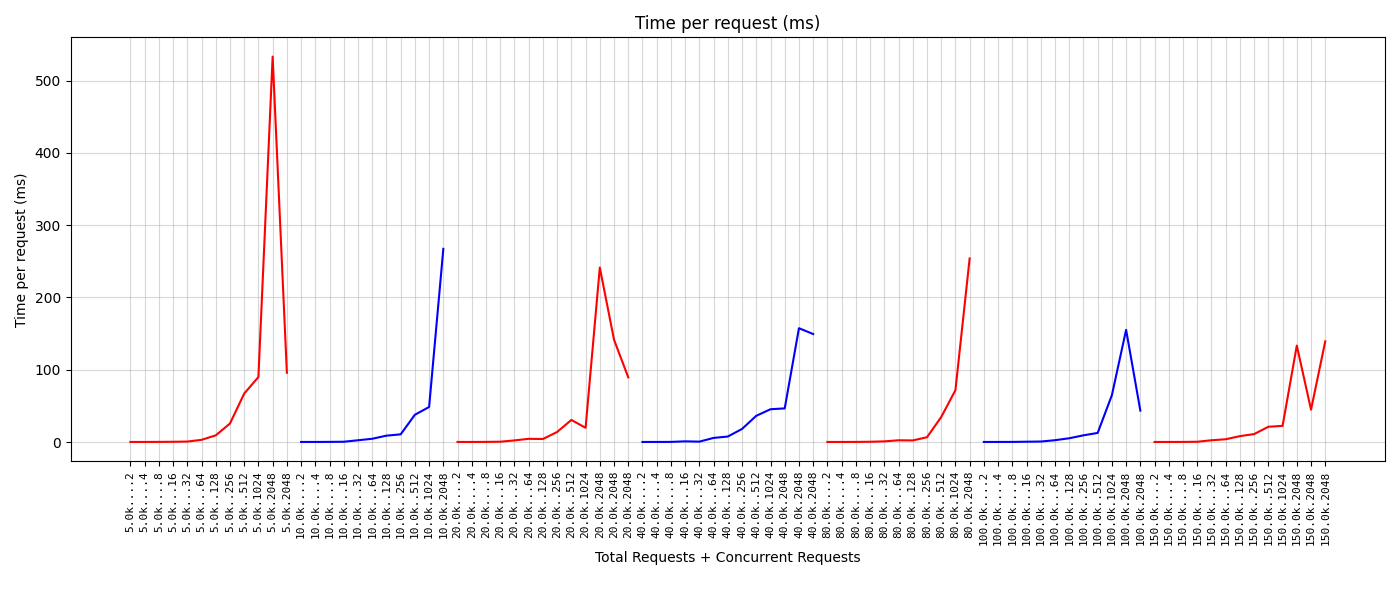 Time per request (ms)
Time per request (ms)
500
400
300
200
100
0
5.0k....2
5.0k....4
5.0k....8
5.0k...16
5.0k...32
5.0k...64
5.0k..128
5.0k..256
5.0k..512
5.0k.1024
5.0k.2048
5.0k.2048
10.0k....2
10.0k....4
10.0k....8
10.0k...16
10.0k...32
10.0k...64
10.0k..128
10.0k..256
10.0k..512
10.0k.1024
10.0k.2048
20.0k....2
20.0k....4
20.0k....8
20.0k...16
20.0k...32
20.0k...64
20.0k..128
20.0k..256
20.0k..512
20.0k.1024
20.0k.2048
20.0k.2048
20.0k.2048
40.0k....2
40.0k....4
40.0k....8
40.0k...16
40.0k...32
40.0k...64
40.0k..128
40.0k..256
40.0k..512
40.0k.1024
40.0k.2048
40.0k.2048
40.0k.2048
80.0k....2
80.0k....4
80.0k....8
80.0k...16
80.0k...32
80.0k...64
80.0k..128
80.0k..256
80.0k..512
80.0k.1024
80.0k.2048
100.0k....2
100.0k....4
100.0k....8
100.0k...16
100.0k...32
100.0k...64
100.0k..128
100.0k..256
100.0k..512
100.0k.1024
100.0k.2048
100.0k.2048
150.0k....2
150.0k....4
150.0k....8
150.0k...16
150.0k...32
150.0k...64
150.0k..128
150.0k..256
150.0k..512
150.0k.1024
150.0k.2048
150.0k.2048
150.0k.2048
Total Requests + Concurrent Requests